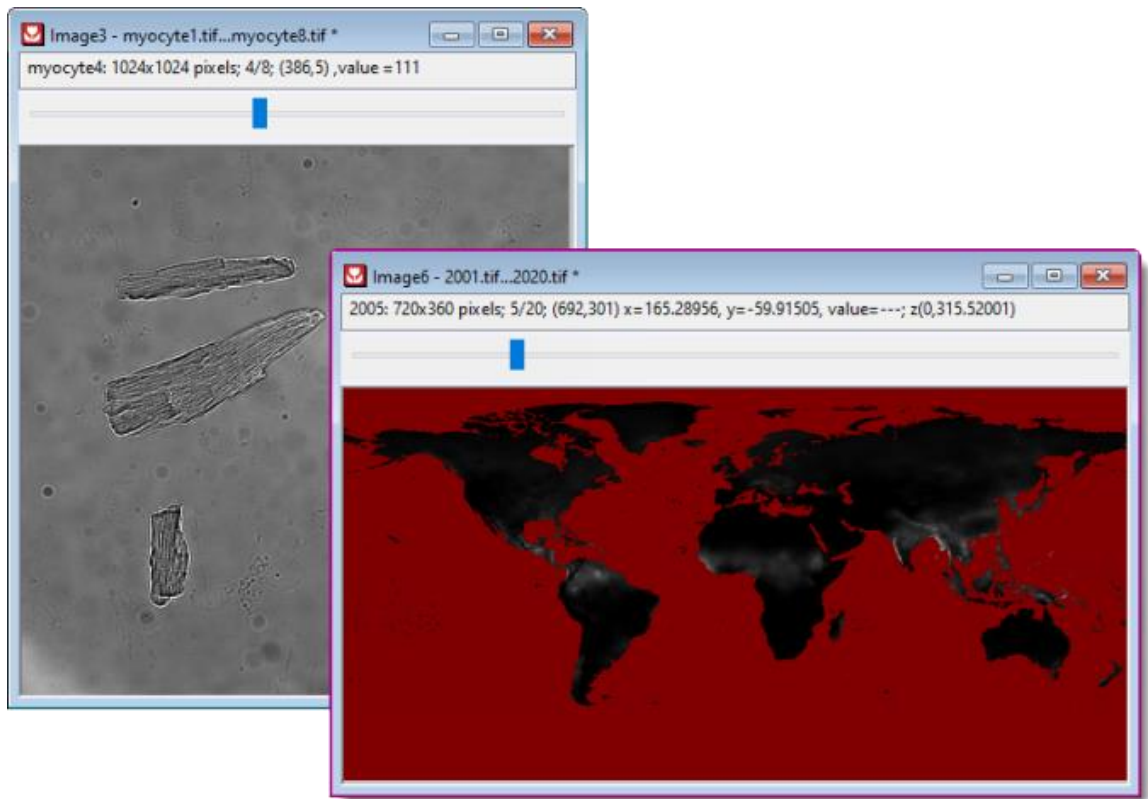 Image3 - myocyte1.tif...myocyte8.tif *
myocyte4: 1024x1024 pixels; 4/8; (386,5) ,value =111
Image6 - 2001.tif...2020.tif *
2005: 720x360 pixels; 5/20; (692,301) x=165.28956, y=-59.91505, value=---; z(0,315.52001)